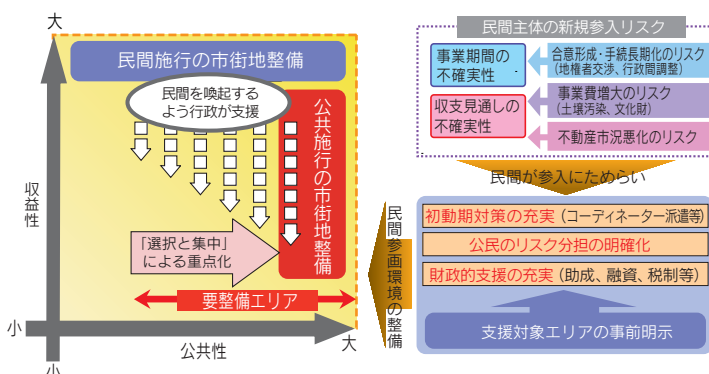 大
民間施行の市街地整備
民間を喚起する
よう行政が支援
公共施行の市街地整備
収益性
「選択と集中」
による重点化
要整備エリア
小
公共性
大
小
民間参画環境の整備
民間主体の新規参入リスク
事業期間の
不確実性
合意形成・手続長期化のリスク
(地権者交渉、行政間調整)
収支見通しの
不確実性
事業費増大のリスク
(土壌汚染、文化財)
不動産市況悪化のリスク
民間が参入にためらい
初動期対策の充実(コーディネーター派遣等)
公民のリスク分担の明確化
財政的支援の充実(助成、融資、税制等)
支援対象エリアの事前明示